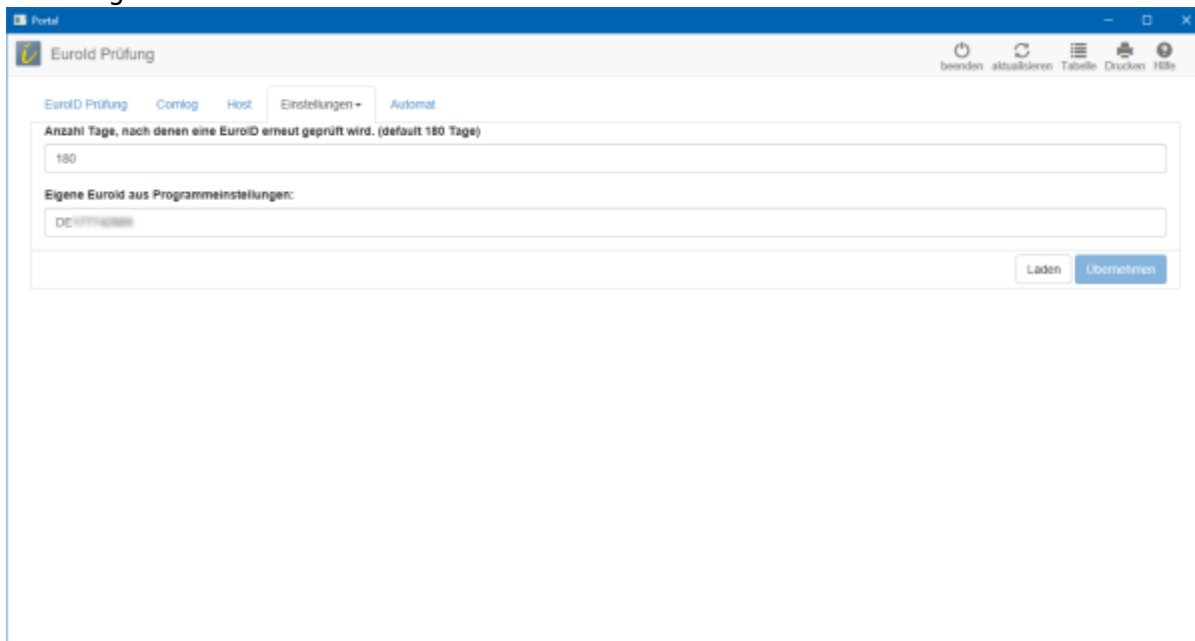 Portal
EuroId Prüfung
beenden aktualisieren Tabelle Drucken Hilfe
EuroID Prüfung Comlog Host Einstellungen Automat
Anzahl Tage, nach denen eine EuroID erneut geprüft wird. (default 180 Tage)
180
Eigene EuroId aus Programmeinstellungen:
DE
Laden Übernehmen